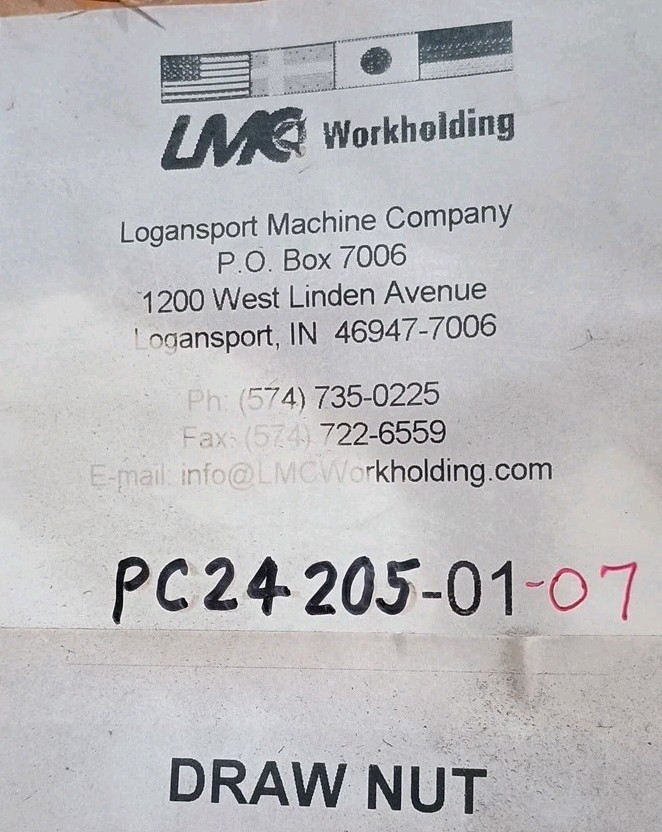 LMC Workholding
Logansport Machine Company
P.O. Box 7006
1200 West Linden Avenue
Logansport, IN 46947-7006
Ph: (574) 735-0225
Fax: (574) 722-6559
E-mail: info@LMCWorkholding.com
PC24205-01-07
DRAW NUT